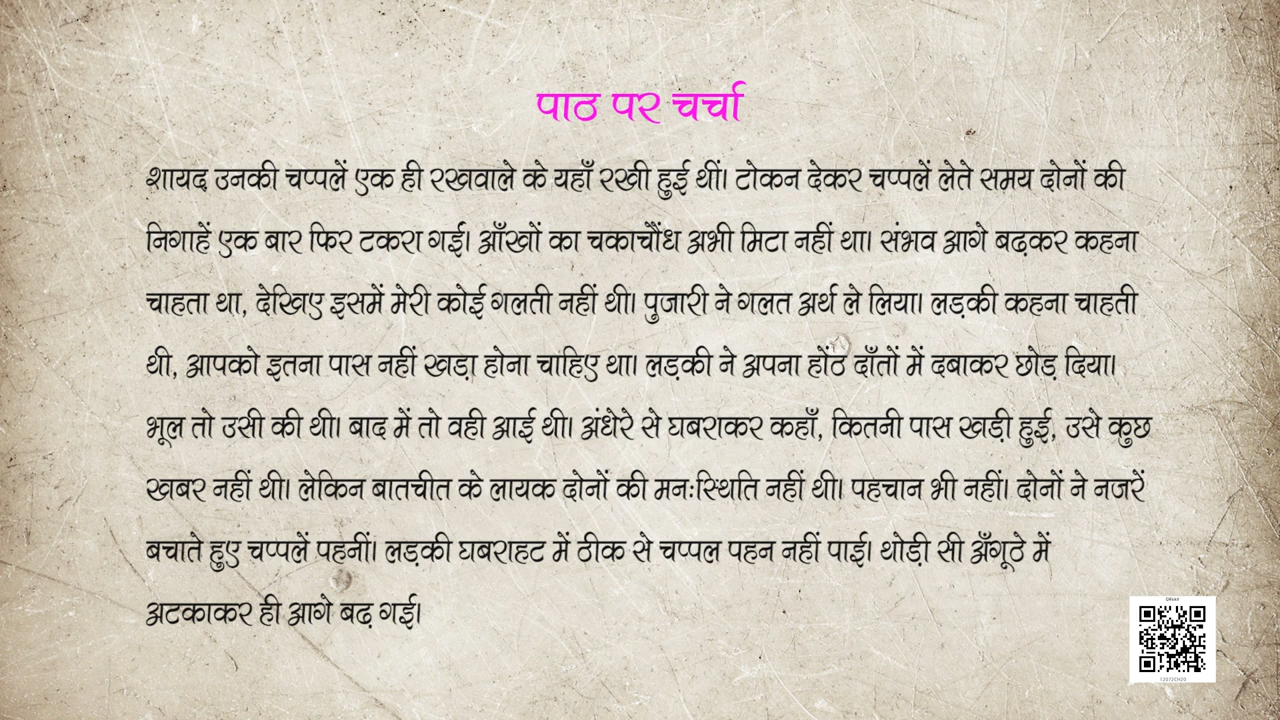 पाठ पर चर्चा
शायद उनकी चप्पलें एक ही रखवाले के यहाँ रखी हुई थीं। टोकन देकर चप्पलें लेते समय दोनों की
निगाहें एक बार फिर टकरा गई। आँखों का चकाचौंध अभी मिटा नहीं था। संभव आगे बढ़कर कहना
चाहता था, देखिए इसमें मेरी कोई गलती नहीं थी। पुजारी ने गलत अर्थ ले लिया। लड़की कहना चाहती
थी, आपको इतना पास नहीं खड़ा होना चाहिए था। लड़की ने अपना होंठ दाँतों में दबाकर छोड़ दिया।
भूल तो उसी की थी। बाद में तो वही आई थी। अंधेरे से घबराकर कहाँ, कितनी पास खड़ी हुई, उसे कुछ
खबर नहीं थी। लेकिन बातचीत के लायक दोनों की मनःस्थिति नहीं थी। पहचान भी नहीं। दोनों ने नजरें
बचाते हुए चप्पलें पहनीं। लड़की घबराहट में ठीक से चप्पल पहन नहीं पाई। थोड़ी सी अँगूठे में
अटकाकर ही आगे बढ़ गई।
12072CH20